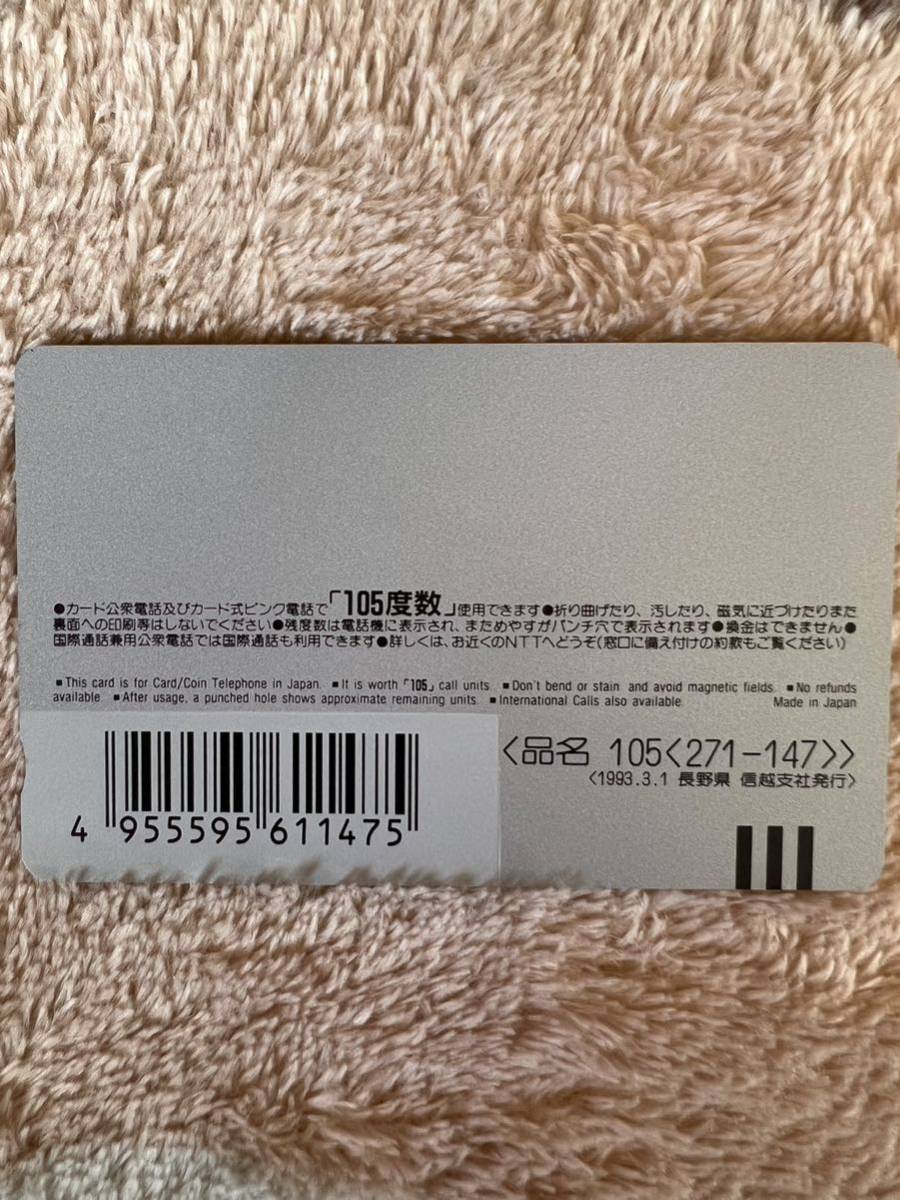 ●カード公衆電話及びカード式ピンク電話で「105度数」使用できます●折り曲げたり、汚したり、磁気に近づけたりまた
裏面への印刷等はしないでください●残度数は電話機に表示され、まためやすがパンチ穴で表示されます●換金はできません●
国際通話兼用公衆電話では国際通話も利用できます●詳しくは、お近くのNTTへどうぞ(窓口に備え付けの約款もご覧ください)
■This card is for Card/Coin Telephone in Japan. ■It is worth「105」call units. ■Don't bend or stain and avoid magnetic fields. ■No refunds
available. ■After usage, a punched hole shows approximate remaining units. ■International Calls also available. Made in Japan
〈品名 105〈271-147〉〉
〈1993.3.1 長野県 信越支社発行〉
4 955595 611475